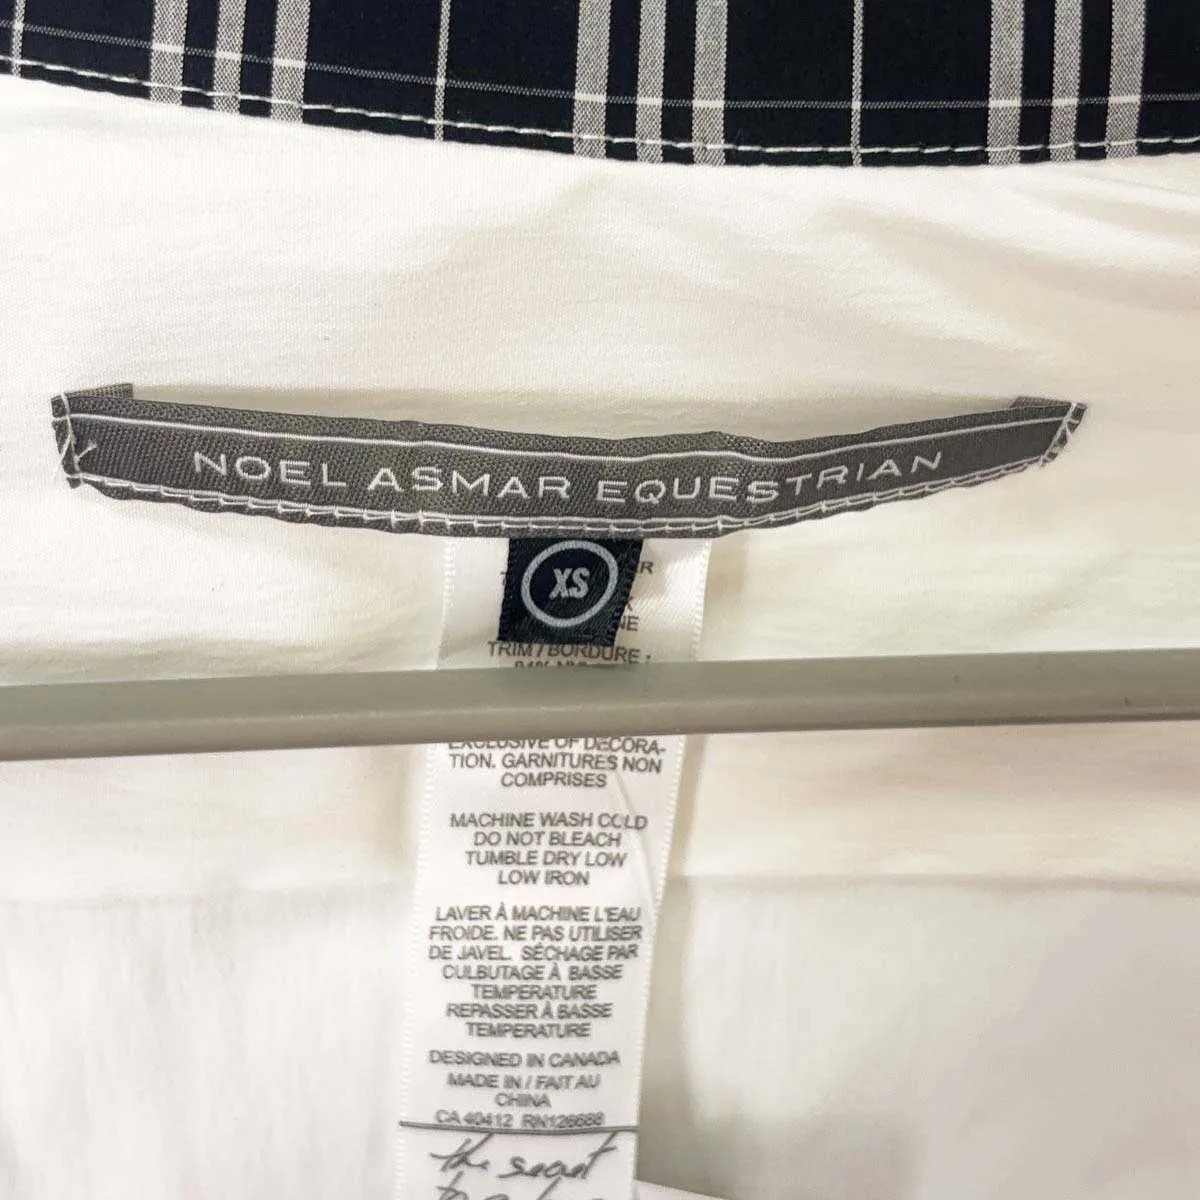 NOEL ASMAR EQUESTRIAN
XS
TRIM / BORDURE :
EXCLUSIVE OF DECORA-
TION. GARNITURES NON
COMPRISES
MACHINE WASH COLD
DO NOT BLEACH
TUMBLE DRY LOW
LOW IRON
LAVER À MACHINE L'EAU
FROIDE. NE PAS UTILISER
DE JAVEL. SÉCHAGE PAR
CULBUTAGE À BASSE
TEMPERATURE
REPASSER À BASSE
TEMPERATURE
DESIGNED IN CANADA
MADE IN / FAIT AU
CHINA
CA 40412 RN126688
the secret